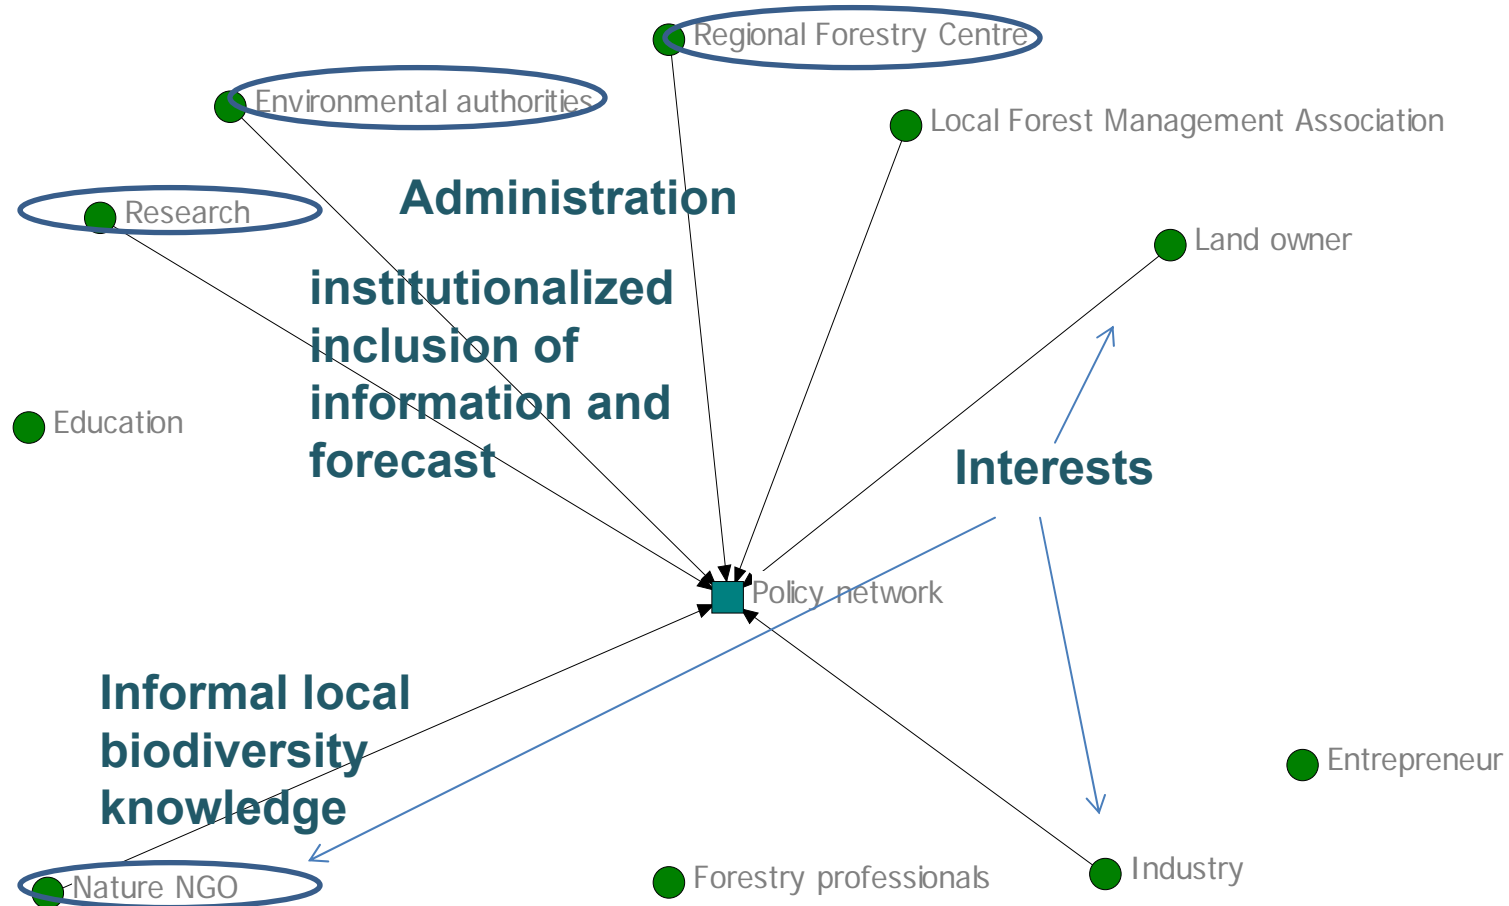 Regional Forestry Centre
Environmental authorities
Local Forest Management Association
Administration
Research
Land owner
institutionalized
inclusion of
information and
forecast
Education
Interests
Policy network
Informal local
biodiversity
knowledge
Entrepreneur
Nature NGO
Forestry professionals
Industry